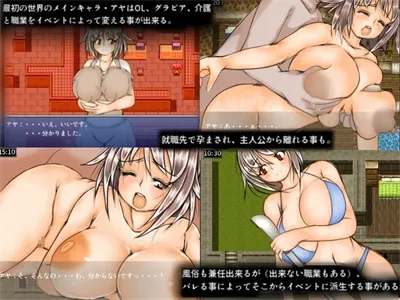 最初の世界のメインキャラ・アヤはOL、グラビア、介護
と職業をイベントによって変える事が出来る。
アヤ：・・・いえ、いいです。
・・・分かりました。
就職先で孕まされ、主人公から離れる事も。
15:10
アヤ：そ、そんなの・・・わ、分からないですっ・・・！
10:30
風俗も兼任出来るが（出来ない職業もある）、
バレる事によってそこからイベントに派生する事がある